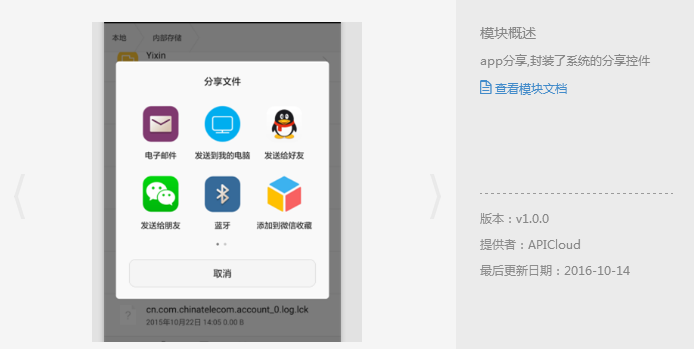 本地
内部存储
Yixin
分享文件
电子邮件
发送到我的电脑
发送给好友
发送给朋友
蓝牙
添加到微信收藏
取消
cn.com.chinatelecom.account_0.log.lck
2015年10月22日 14:05 0.00 B
模块概述
app分享,封装了系统的分享控件
查看模块文档
版本：v1.0.0
提供者：APICloud
最后更新日期：2016-10-14